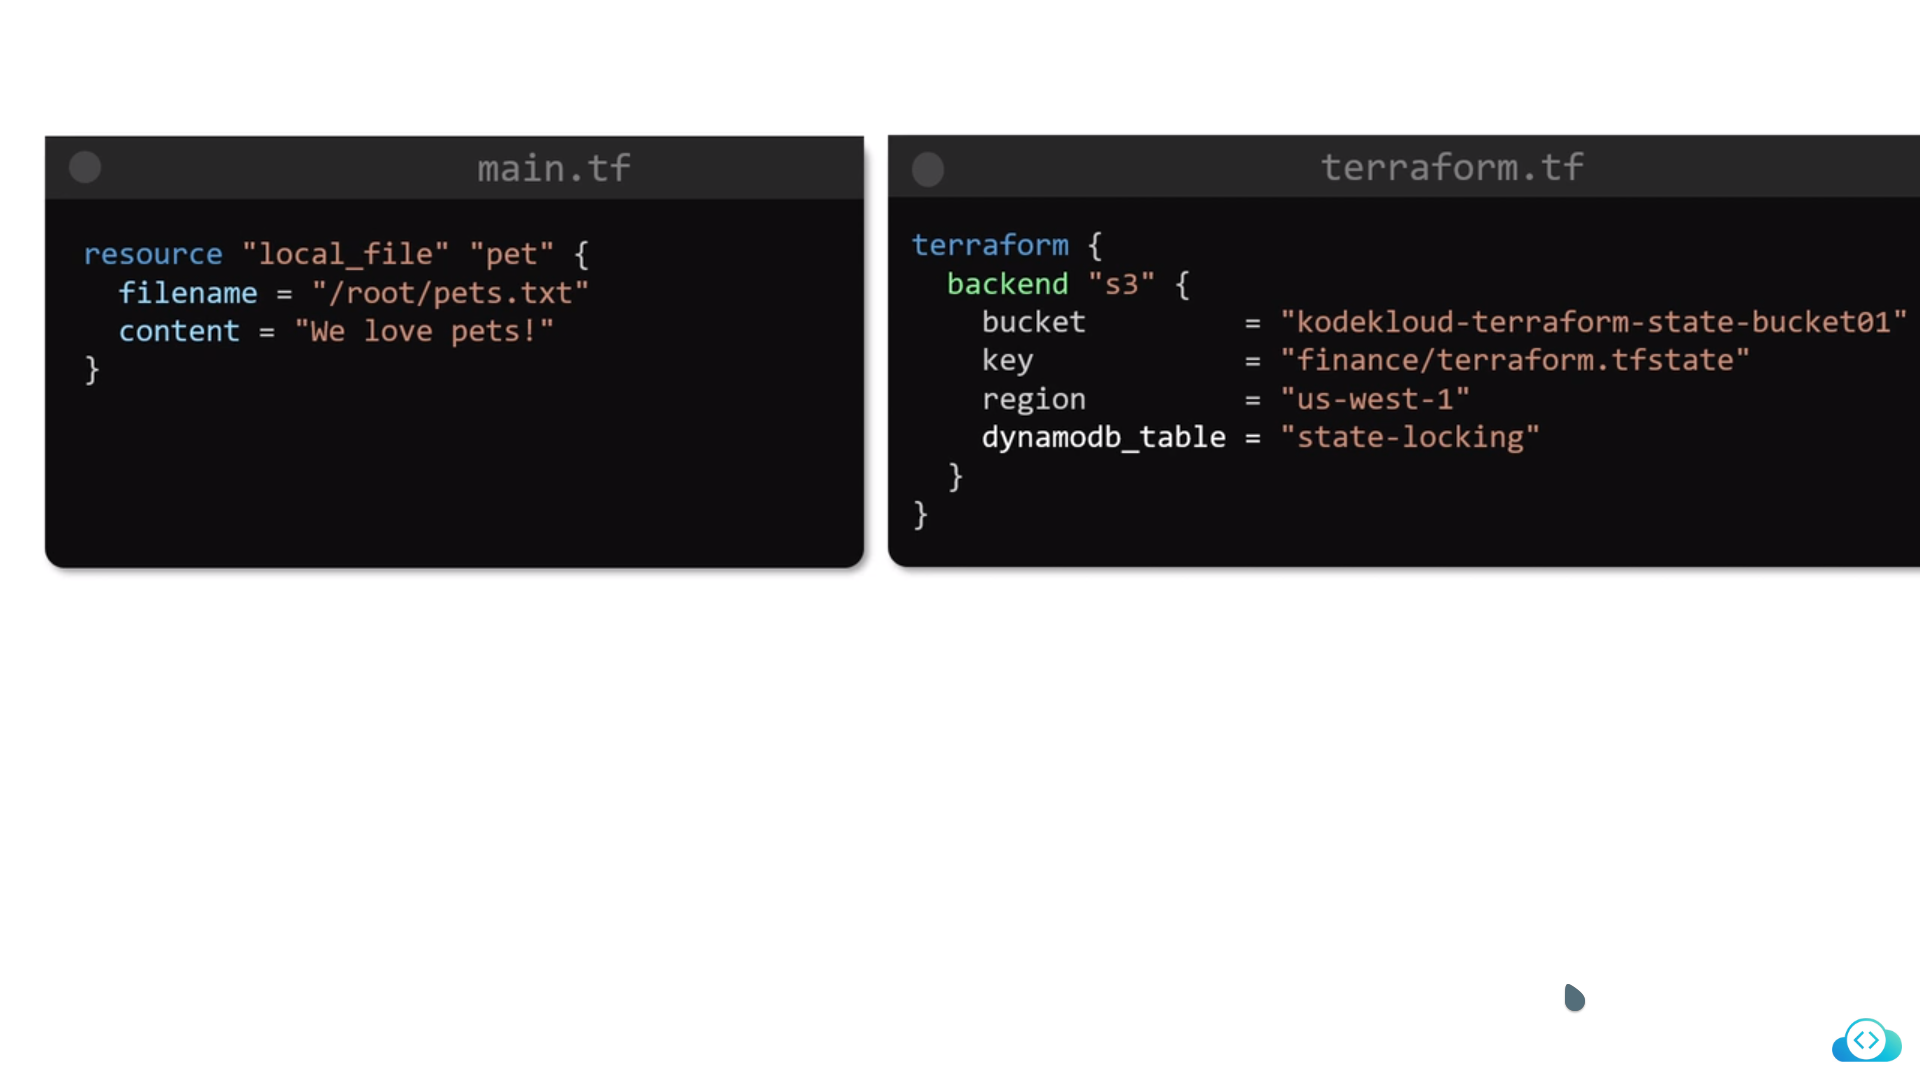 main.tf
resource "local_file" "pet" {
  filename = "/root/pets.txt"
  content = "We love pets!"
}
terraform.tf
terraform {
  backend "s3" {
    bucket         = "kodekloud-terraform-state-bucket01"
    key            = "finance/terraform.tfstate"
    region         = "us-west-1"
    dynamodb_table = "state-locking"
  }
}